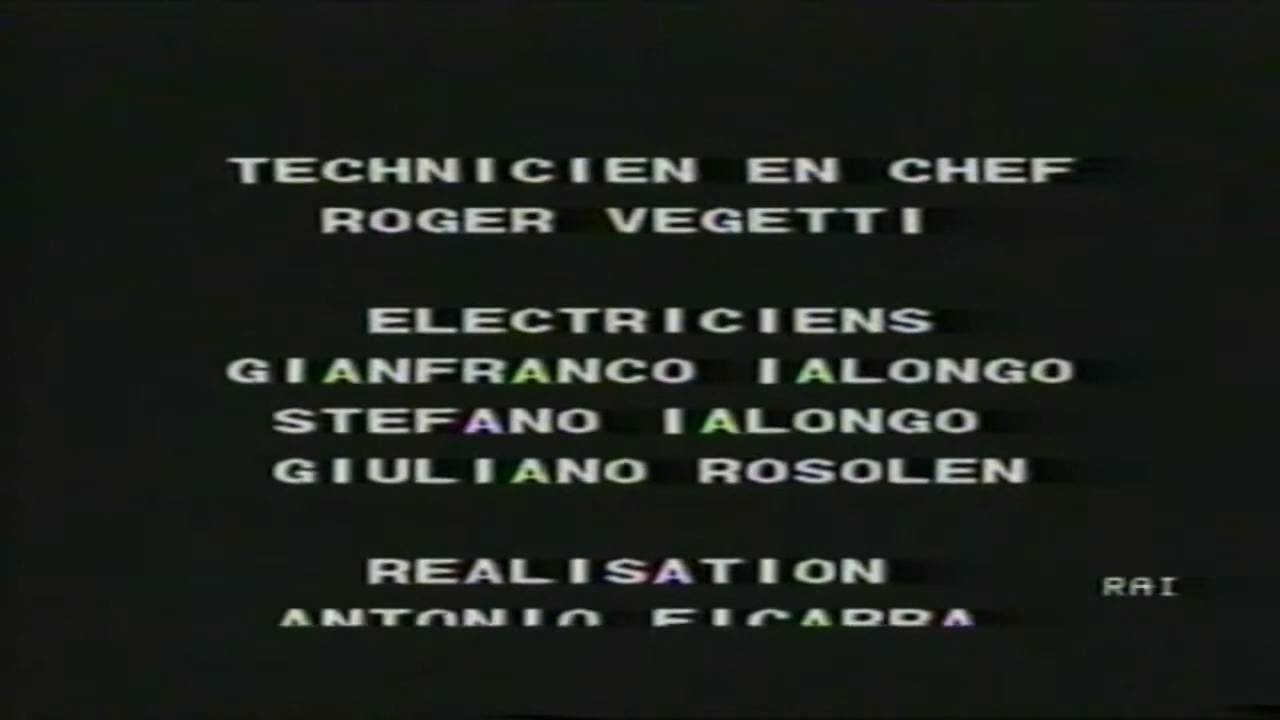 TECHNICIEN EN CHEF
ROGER VEGETTI
ELECTRICIENS
GIANFRANCO IALONGO
STEFANO IALONGO
GIULIANO ROSOLEN
REALISATION
RAI
ANTONIO FICARRA